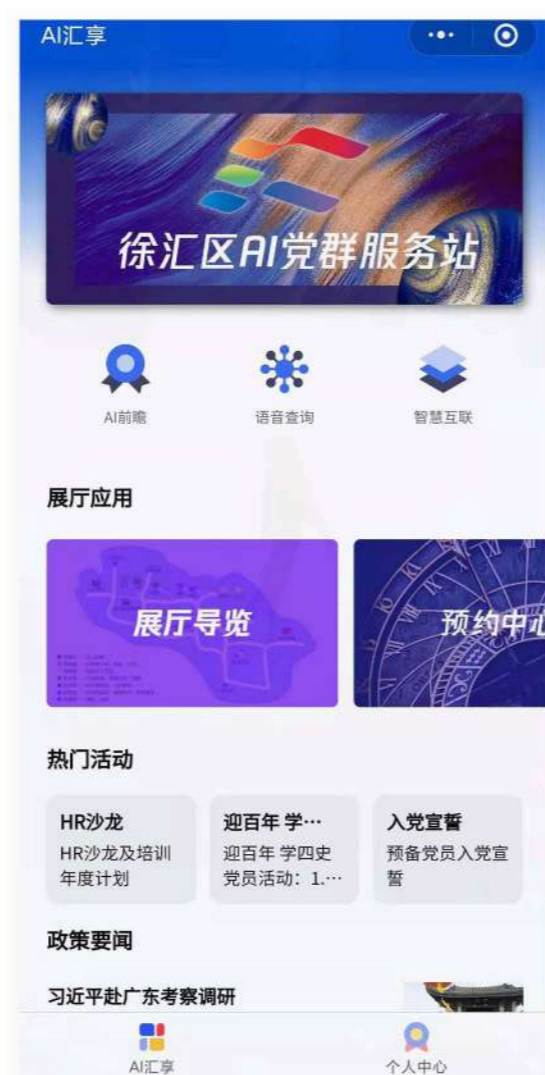 AI汇享
徐汇区AI党群服务站
AI前瞻
语音查询
智慧互联
展厅应用
展厅导览
预约中心
热门活动
HR沙龙
HR沙龙及培训
年度计划
迎百年 学…
迎百年 学四史
党员活动：1.…
入党宣誓
预备党员入党宣
誓
政策要闻
习近平赴广东考察调研
AI汇享
个人中心